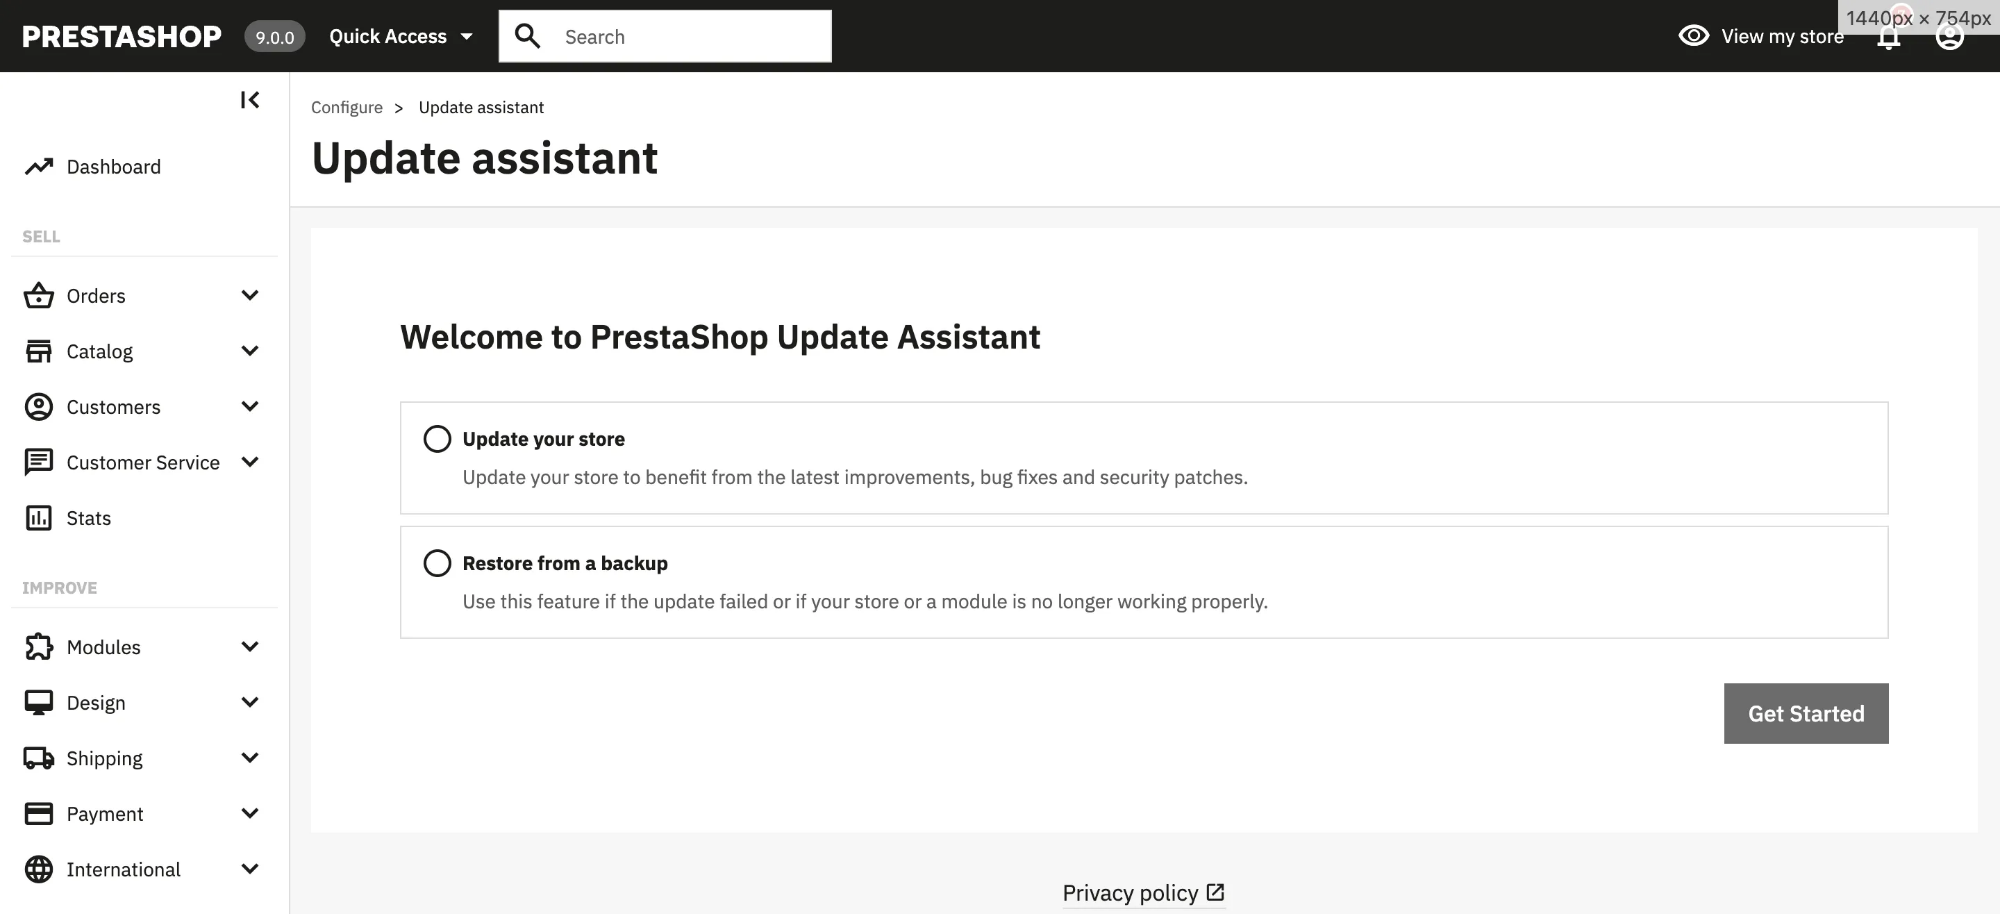 PRESTASHOP 9.0.0 Quick Access Search View my store 1440px × 754px
Configure > Update assistant
Update assistant
Dashboard
SELL
Orders
Catalog
Customers
Customer Service
Stats
IMPROVE
Modules
Design
Shipping
Payment
International
Welcome to PrestaShop Update Assistant
Update your store
Update your store to benefit from the latest improvements, bug fixes and security patches.
Restore from a backup
Use this feature if the update failed or if your store or a module is no longer working properly.
Get Started
Privacy policy